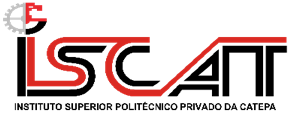 ISCAT
INSTITUTO SUPERIOR POLITÉCNICO PRIVADO DA CATEPA